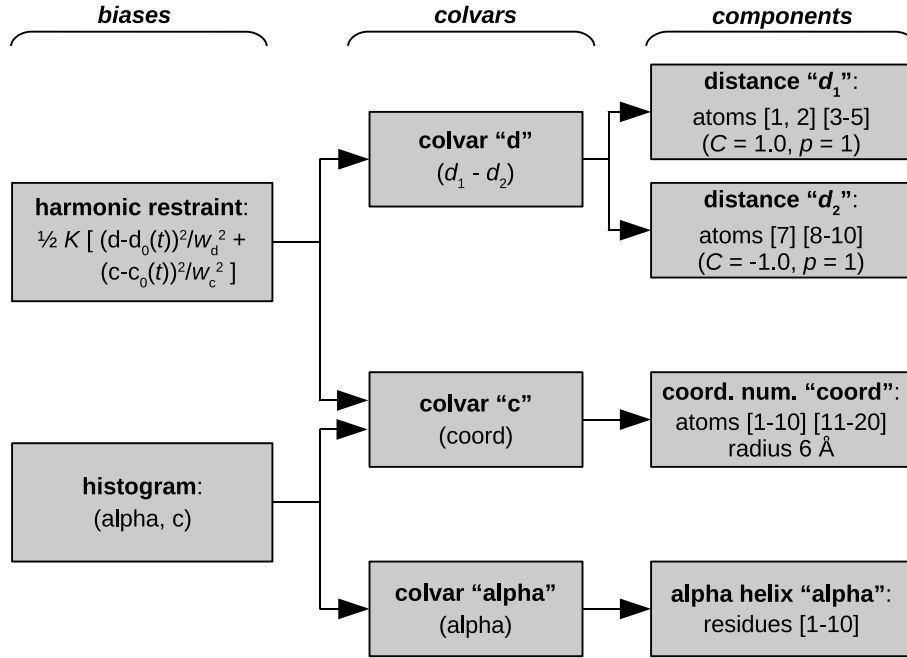 biases
colvars
components
harmonic restraint:
½ K [ (d-d₀(t))²/w_d² +
(c-c₀(t))²/w_c² ]
histogram:
(alpha, c)
colvar “d”
(d₁ - d₂)
colvar “c”
(coord)
colvar “alpha”
(alpha)
distance “d₁”:
atoms [1, 2] [3-5]
(C = 1.0, p = 1)
distance “d₂”:
atoms [7] [8-10]
(C = -1.0, p = 1)
coord. num. “coord”:
atoms [1-10] [11-20]
radius 6 Å
alpha helix “alpha”:
residues [1-10]